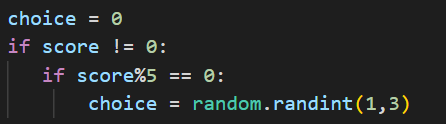 choice = 0
if score != 0:
    if score%5 == 0:
        choice = random.randint(1,3)